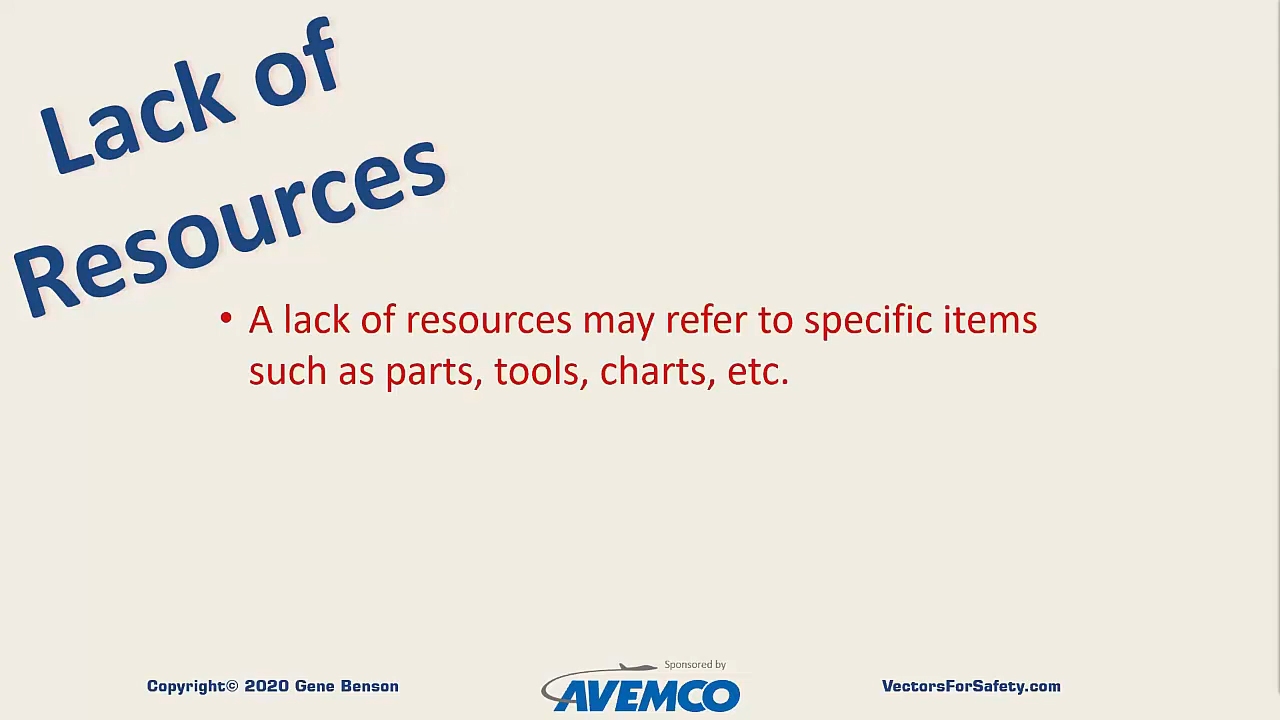 Lack of
Resources
• A lack of resources may refer to specific items
such as parts, tools, charts, etc.
Sponsored by
AVEMCO
Copyright© 2020 Gene Benson
VectorsForSafety.com